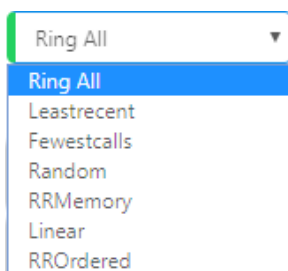 Ring All
Ring All
Leastrecent
Fewestcalls
Random
RRMemory
Linear
RROrdered